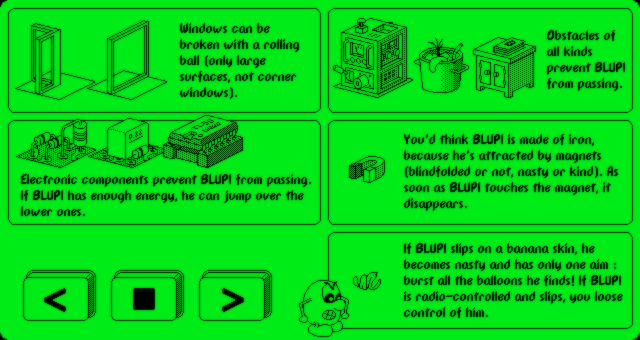 Windows can be
broken with a rolling
ball (only large
surfaces, not corner
windows).
Obstacles of
all kinds
prevent BLUPI
from passing.
Electronic components prevent BLUPI from passing.
If BLUPI has enough energy, he can jump over the
lower ones.
You'd think BLUPI is made of iron,
because he's attracted by magnets
(blindfolded or not, nasty or kind). As
soon as BLUPI touches the magnet, it
disappears.
If BLUPI slips on a banana skin, he
becomes nasty and has only one aim :
burst all the balloons he finds! If BLUPI
is radio-controlled and slips, you loose
control of him.